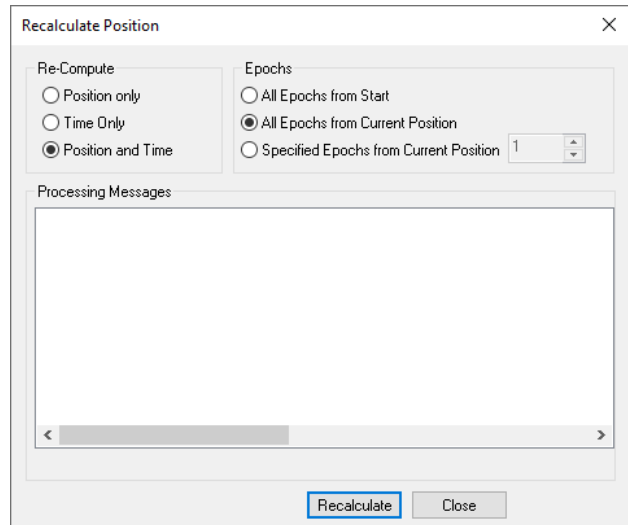 Recalculate Position
Re-Compute
Position only
Time Only
Position and Time
Epochs
All Epochs from Start
All Epochs from Current Position
Specified Epochs from Current Position 1
Processing Messages
Recalculate Close